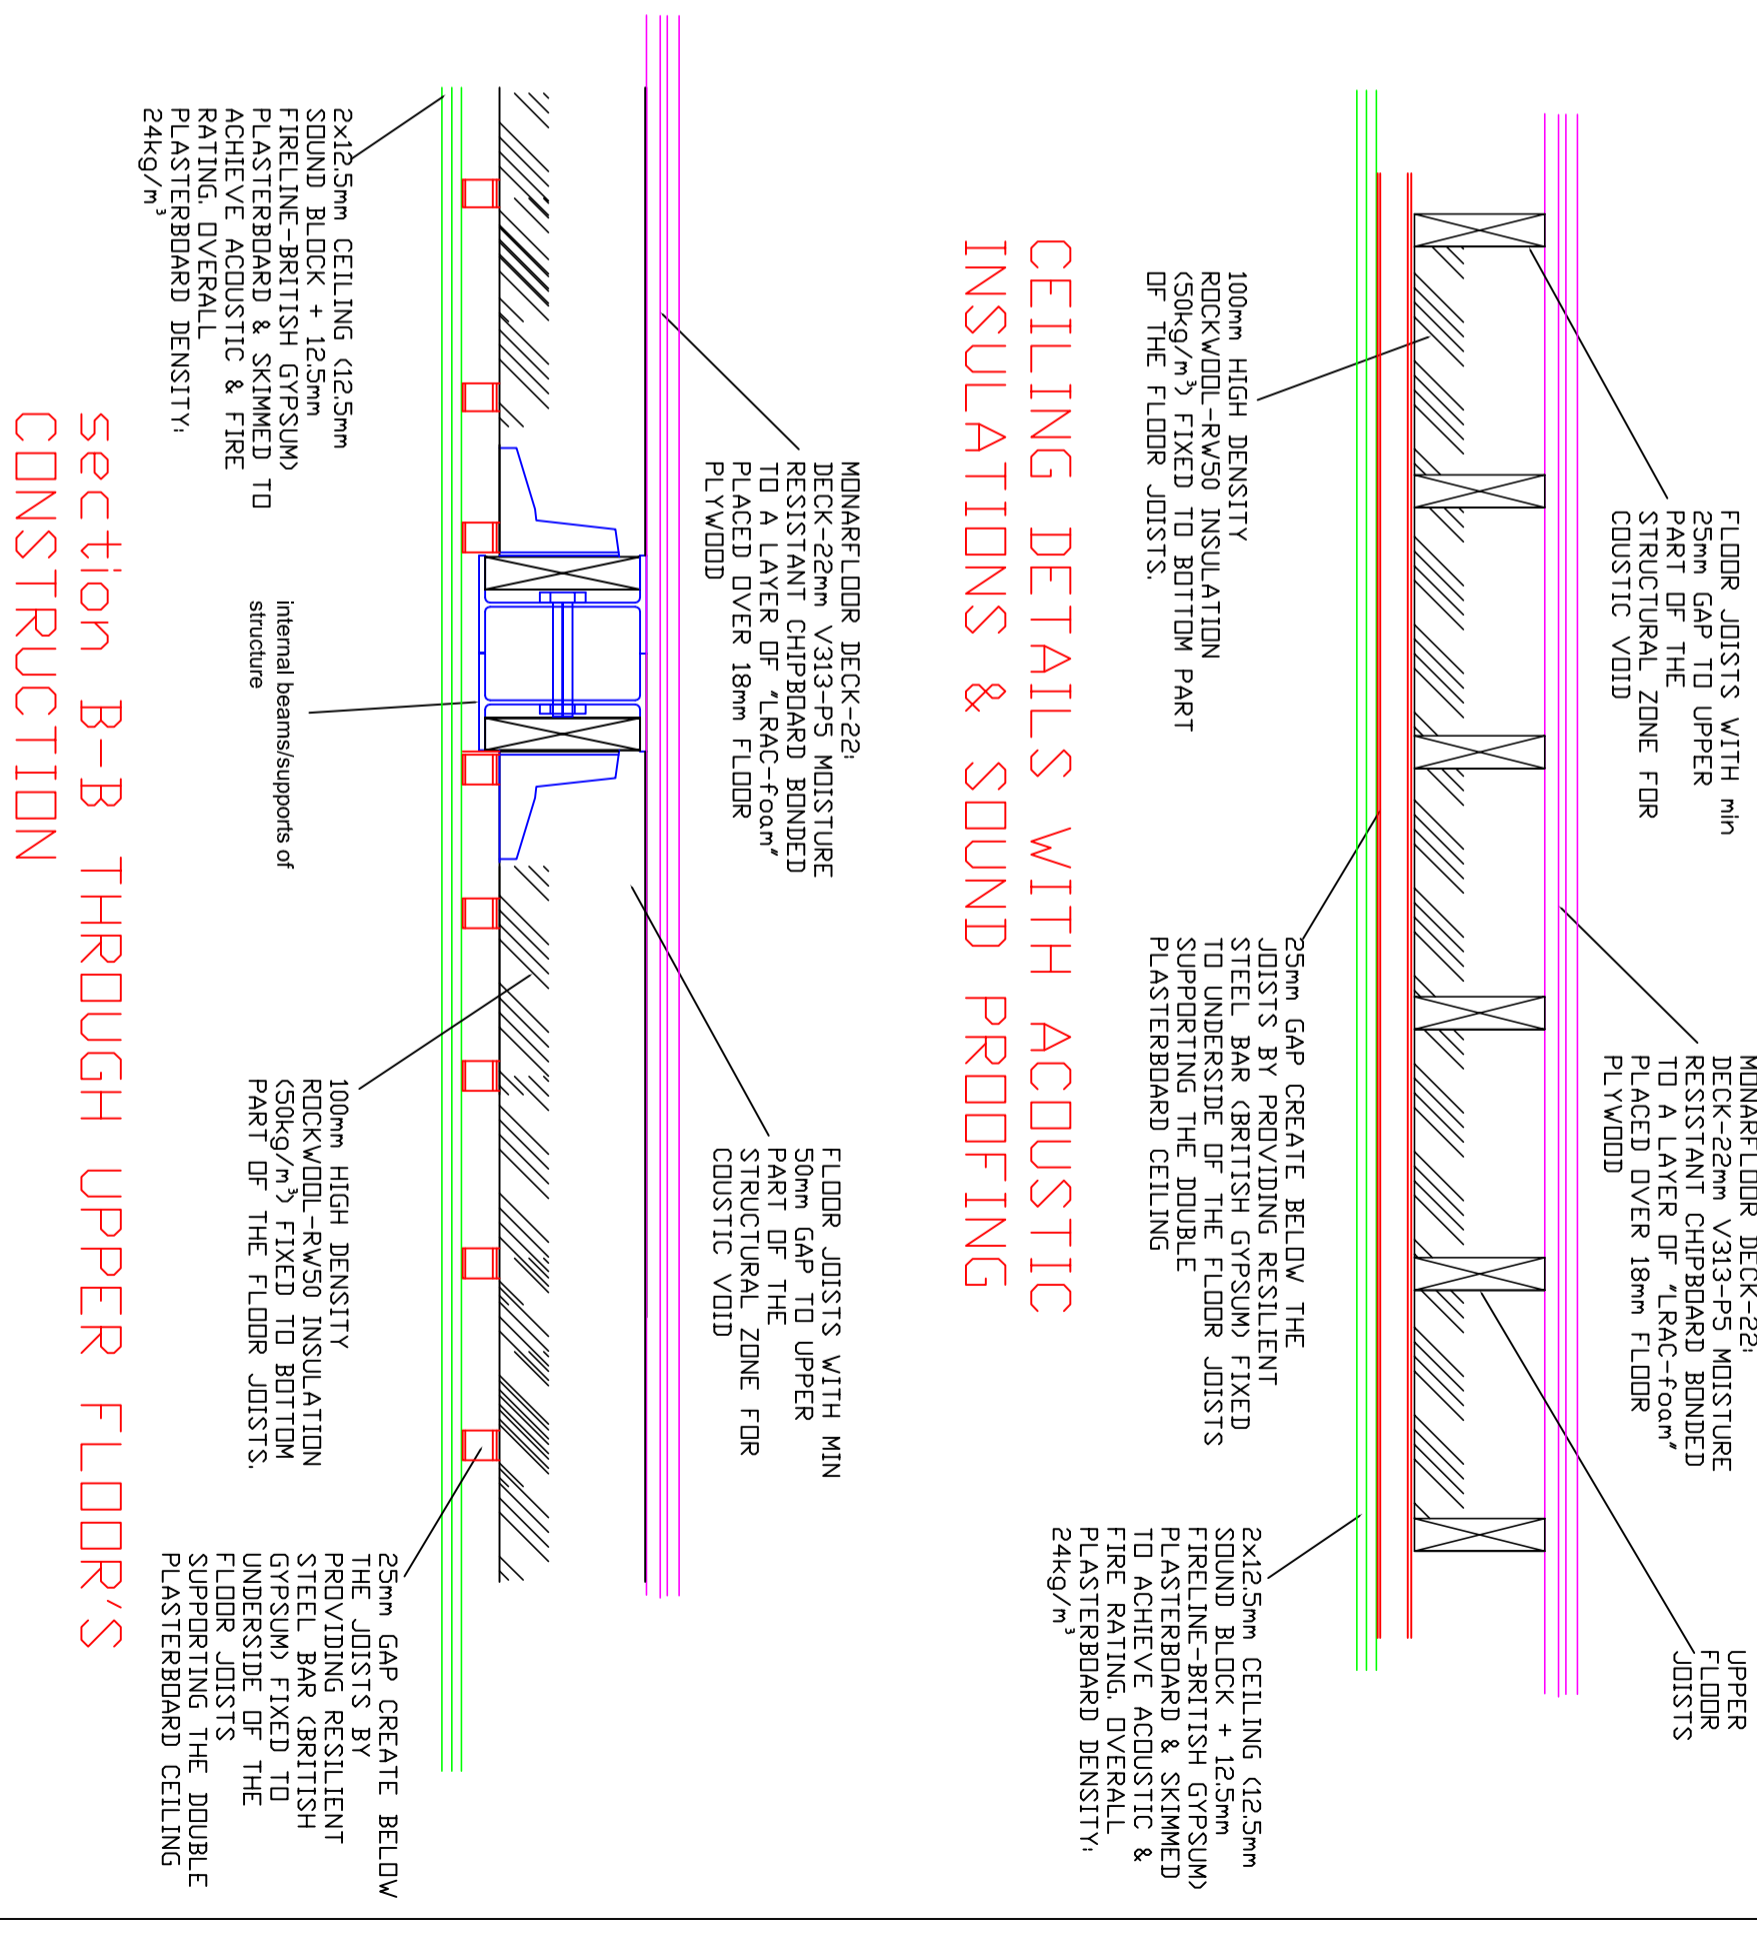 FLOOR JOISTS WITH min
25mm GAP TO UPPER
PART OF THE
STRUCTURAL ZONE FOR
COUSTIC VOID
MONARFLOOR DECK-22:
DECK-22mm V313-P5 MOISTURE
RESISTANT CHIPBOARD BONDED
TO A LAYER OF "LRAC-foam"
PLACED OVER 18mm FLOOR
PLYWOOD
UPPER
FLOOR
JOISTS
100mm HIGH DENSITY
ROCKWOOL-RW50 INSULATION
(50kg/m³) FIXED TO BOTTOM PART
OF THE FLOOR JOISTS.
25mm GAP CREATE BELOW THE
JOISTS BY PROVIDING RESILIENT
STEEL BAR (BRITISH GYPSUM) FIXED
TO UNDERSIDE OF THE FLOOR JOISTS
SUPPORTING THE DOUBLE
PLASTERBOARD CEILING
2x12.5mm CEILING (12.5mm
SOUND BLOCK + 12.5mm
FIRELINE-BRITISH GYPSUM)
PLASTERBOARD & SKIMMED
TO ACHIEVE ACOUSTIC &
FIRE RATING. OVERALL
PLASTERBOARD DENSITY:
24kg/m³
CEILING DETAILS WITH ACOUSTIC
INSULATIONS & SOUND PROOFING
MONARFLOOR DECK-22:
DECK-22mm V313-P5 MOISTURE
RESISTANT CHIPBOARD BONDED
TO A LAYER OF "LRAC-foam"
PLACED OVER 18mm FLOOR
PLYWOOD
FLOOR JOISTS WITH MIN
50mm GAP TO UPPER
PART OF THE
STRUCTURAL ZONE FOR
COUSTIC VOID
2x12.5mm CEILING (12.5mm
SOUND BLOCK + 12.5mm
FIRELINE-BRITISH GYPSUM)
PLASTERBOARD & SKIMMED TO
ACHIEVE ACOUSTIC & FIRE
RATING. OVERALL
PLASTERBOARD DENSITY:
24kg/m³
internal beams/supports of
structure
100mm HIGH DENSITY
ROCKWOOL-RW50 INSULATION
(50kg/m³) FIXED TO BOTTOM
PART OF THE FLOOR JOISTS.
25mm GAP CREATE BELOW
THE JOISTS BY
PROVIDING RESILIENT
STEEL BAR (BRITISH
GYPSUM) FIXED TO
UNDERSIDE OF THE
FLOOR JOISTS
SUPPORTING THE DOUBLE
PLASTERBOARD CEILING
section B-B THROUGH UPPER FLOOR'S
CONSTRUCTION